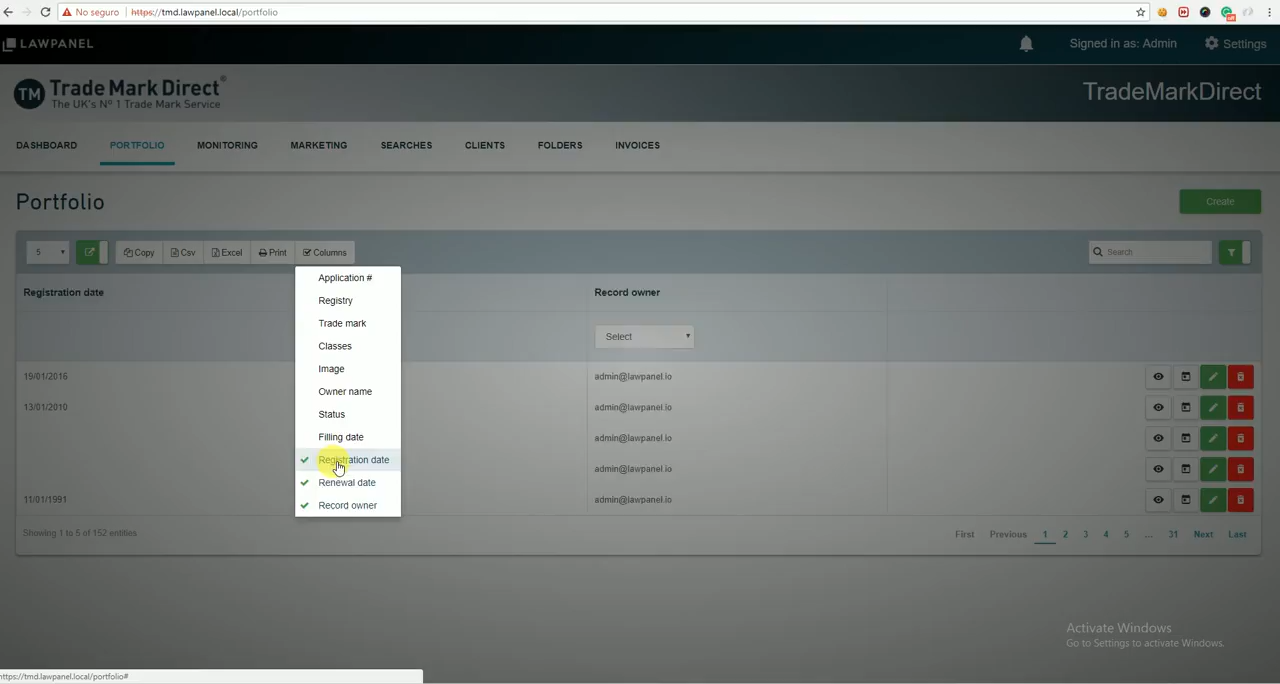 No seguro
https://tmd.lawpanel.local/portfolio
LAWPANEL
Signed in as: Admin
Settings
TM
Trade Mark Direct®
The UK's Nº 1 Trade Mark Service
TradeMarkDirect
DASHBOARD
PORTFOLIO
MONITORING
MARKETING
SEARCHES
CLIENTS
FOLDERS
INVOICES
Portfolio
Create
5
Copy
Csv
Excel
Print
Columns
Search
Application #
Registry
Trade mark
Classes
Image
Owner name
Status
Filling date
Registration date
Renewal date
Record owner
Registration date
Record owner
Select
19/01/2016
admin@lawpanel.io
13/01/2010
admin@lawpanel.io
admin@lawpanel.io
admin@lawpanel.io
11/01/1991
admin@lawpanel.io
Showing 1 to 5 of 152 entities
First Previous 1 2 3 4 5 ... 31 Next Last
Activate Windows
Go to Settings to activate Windows.
https://tmd.lawpanel.local/portfolio#